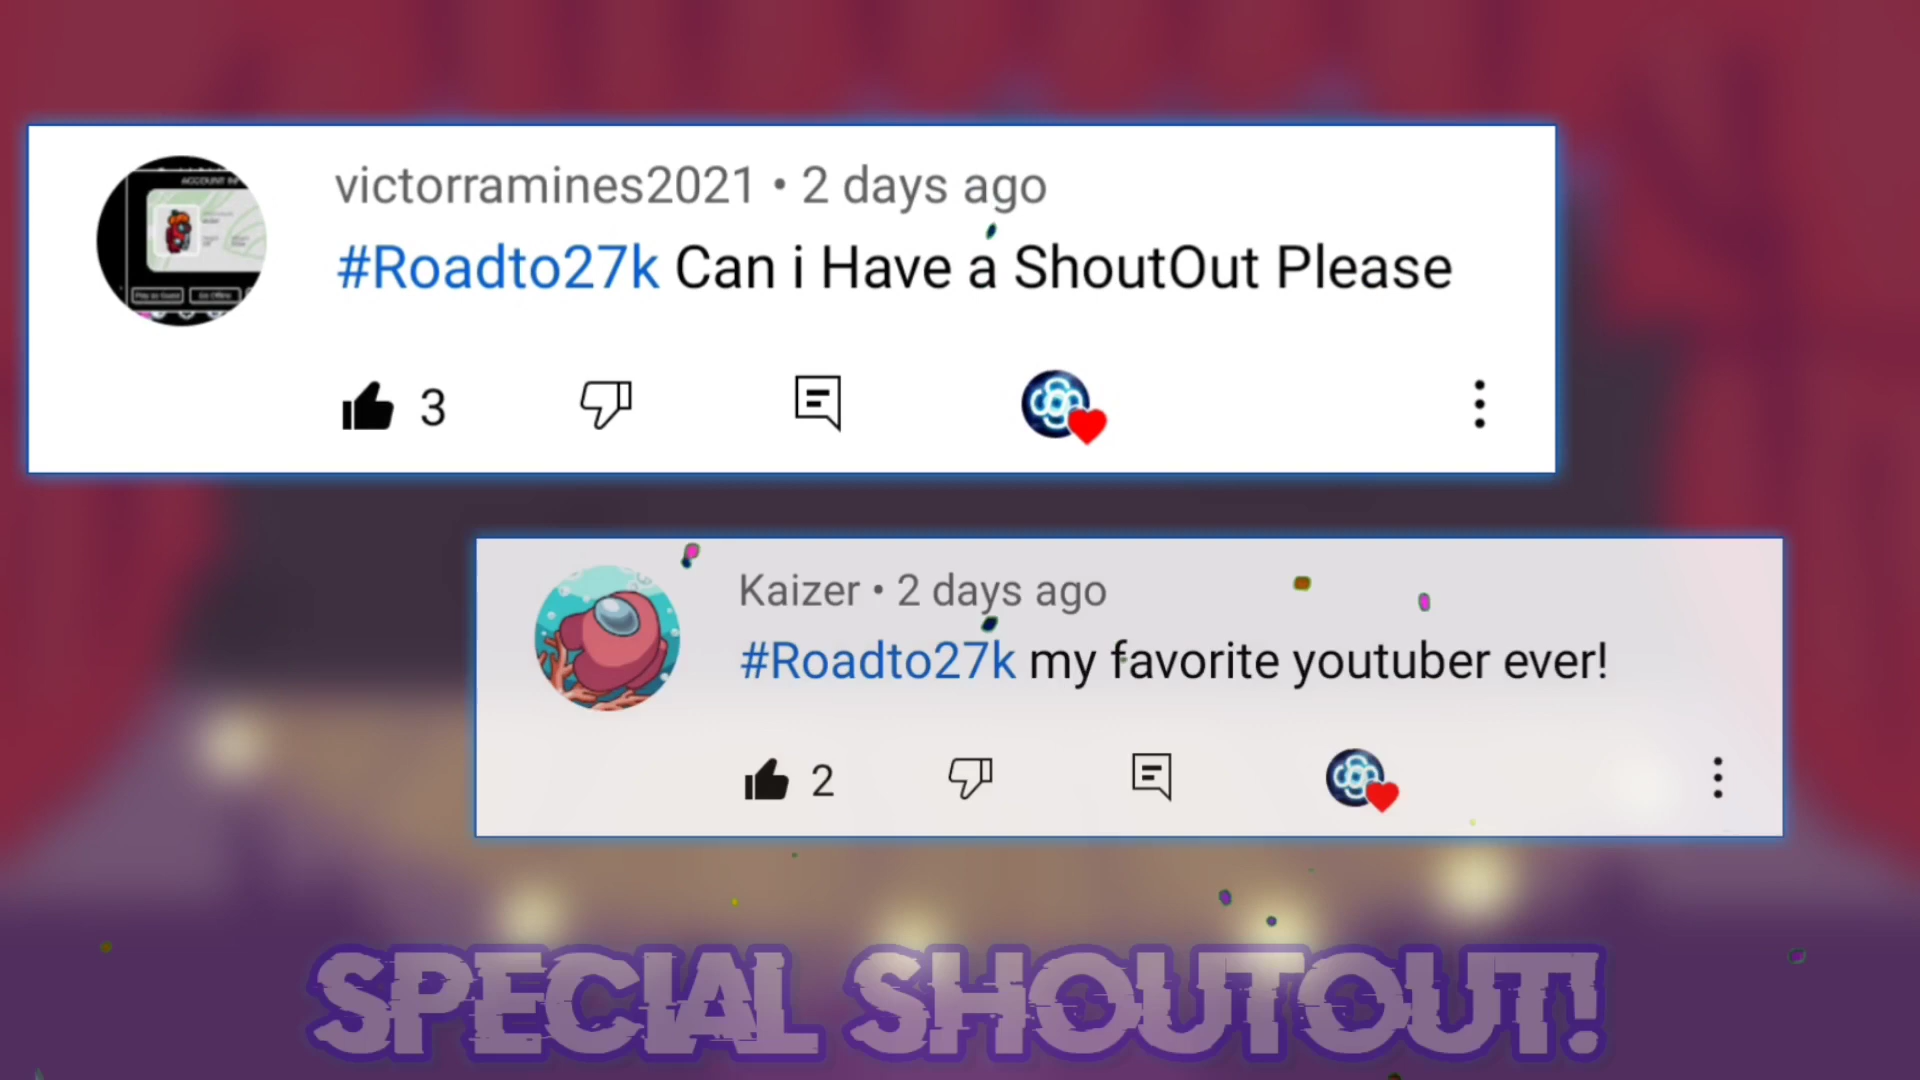 victorramines2021 • 2 days ago
#Roadto27k Can i Have a ShoutOut Please
3
Kaizer • 2 days ago
#Roadto27k my favorite youtuber ever!
2
SPECIAL SHOUTOUT!